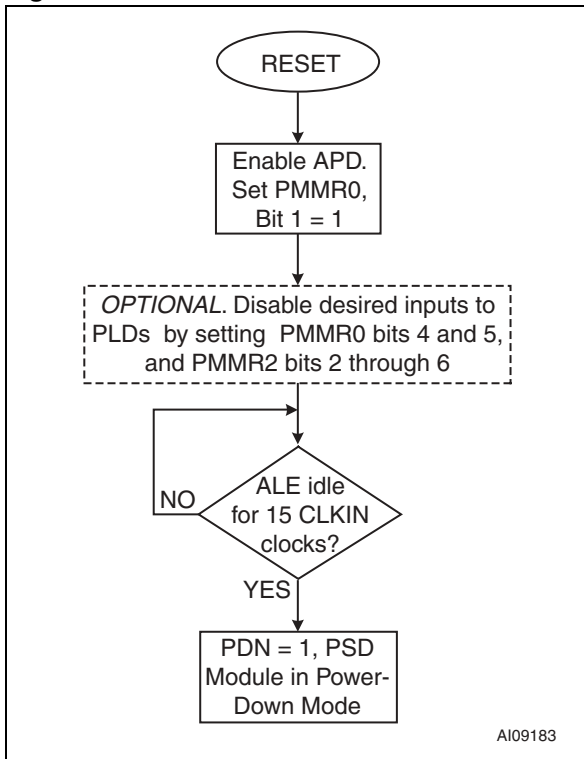 RESET
Enable APD.
Set PMMR0,
Bit 1 = 1
OPTIONAL. Disable desired inputs to
PLDs by setting PMMR0 bits 4 and 5,
and PMMR2 bits 2 through 6
NO
ALE idle
for 15 CLKIN
clocks?
YES
PDN = 1, PSD
Module in Power-
Down Mode
AI09183